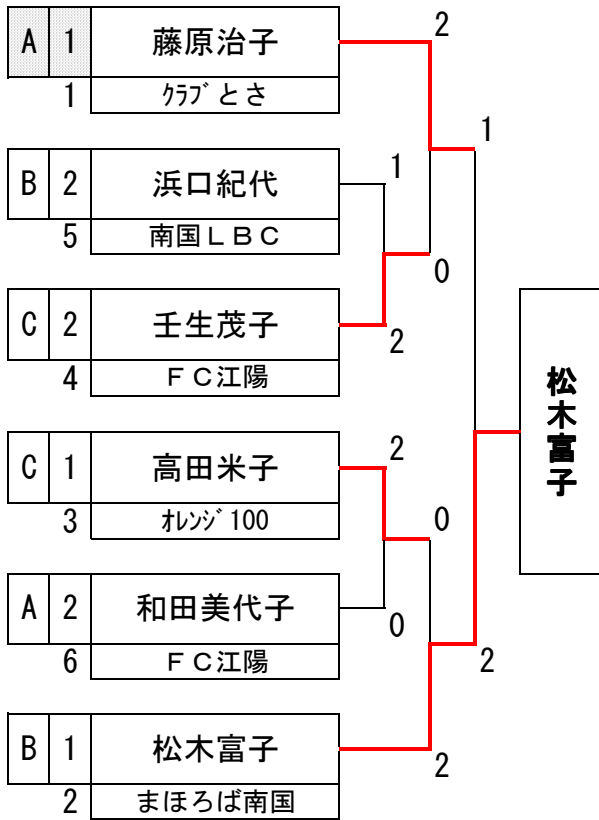 A 1 藤原治子
1 ｸﾗﾌﾞとさ
2
1
B 2 浜口紀代
5 南国ＬＢＣ
1
0
C 2 壬生茂子
4 ＦＣ江陽
2
松木富子
C 1 高田米子
3 ｵﾚﾝｼﾞ100
2
0
A 2 和田美代子
6 ＦＣ江陽
0
2
B 1 松木富子
2 まほろば南国
2